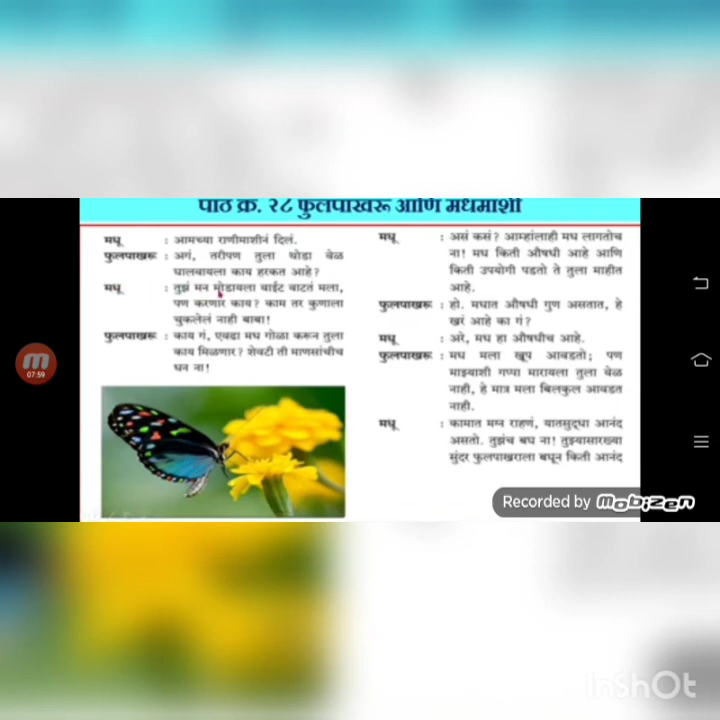 पाठ क्र. २८ फुलपाखरू आणि मधमाशी
मधू : आमच्या राणीमाशीनं दिलं.
फुलपाखरू : अगं, तरीपण तुला थोडा वेळ
घालवायला काय हरकत आहे?
मधू : तुझं मन मोडायला वाईट वाटतं मला,
पण करणार काय? काम तर कुणाला
चुकलेलं नाही बाबा!
फुलपाखरू : काय गं, एवढा मध गोळा करून तुला
काय मिळणार? शेवटी ती माणसांचीच
धन ना!
मधू : असं कसं? आम्हांलाही मध लागतोच
ना! मध किती औषधी आहे आणि
किती उपयोगी पडतो ते तुला माहीत
आहे.
फुलपाखरू : हो. मधात औषधी गुण असतात, हे
खरं आहे का गं?
मधू : अरे, मध हा औषधीच आहे.
फुलपाखरू : मध मला खूप आवडतो; पण
माझ्याशी गप्पा मारायला तुला वेळ
नाही, हे मात्र मला बिलकुल आवडत
नाही.
मधू : कामात मग्न राहणं, यातसुद्धा आनंद
असतो. तुझंच बघ ना! तुझ्यासारख्या
सुंदर फुलपाखराला बघून किती आनंद
07:59
Recorded by Mobizen
InShOt